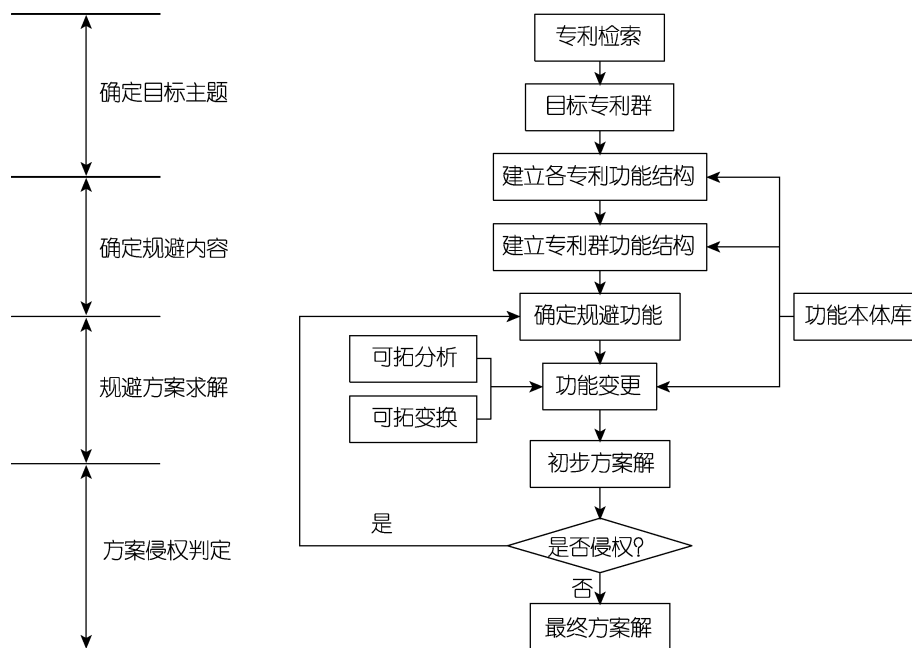 专利检索
确定目标主题
目标专利群
建立各专利功能结构
确定规避内容
建立专利群功能结构
确定规避功能
功能本体库
可拓分析
规避方案求解
功能变更
可拓变换
初步方案解
是
方案侵权判定
是否侵权?
否
最终方案解